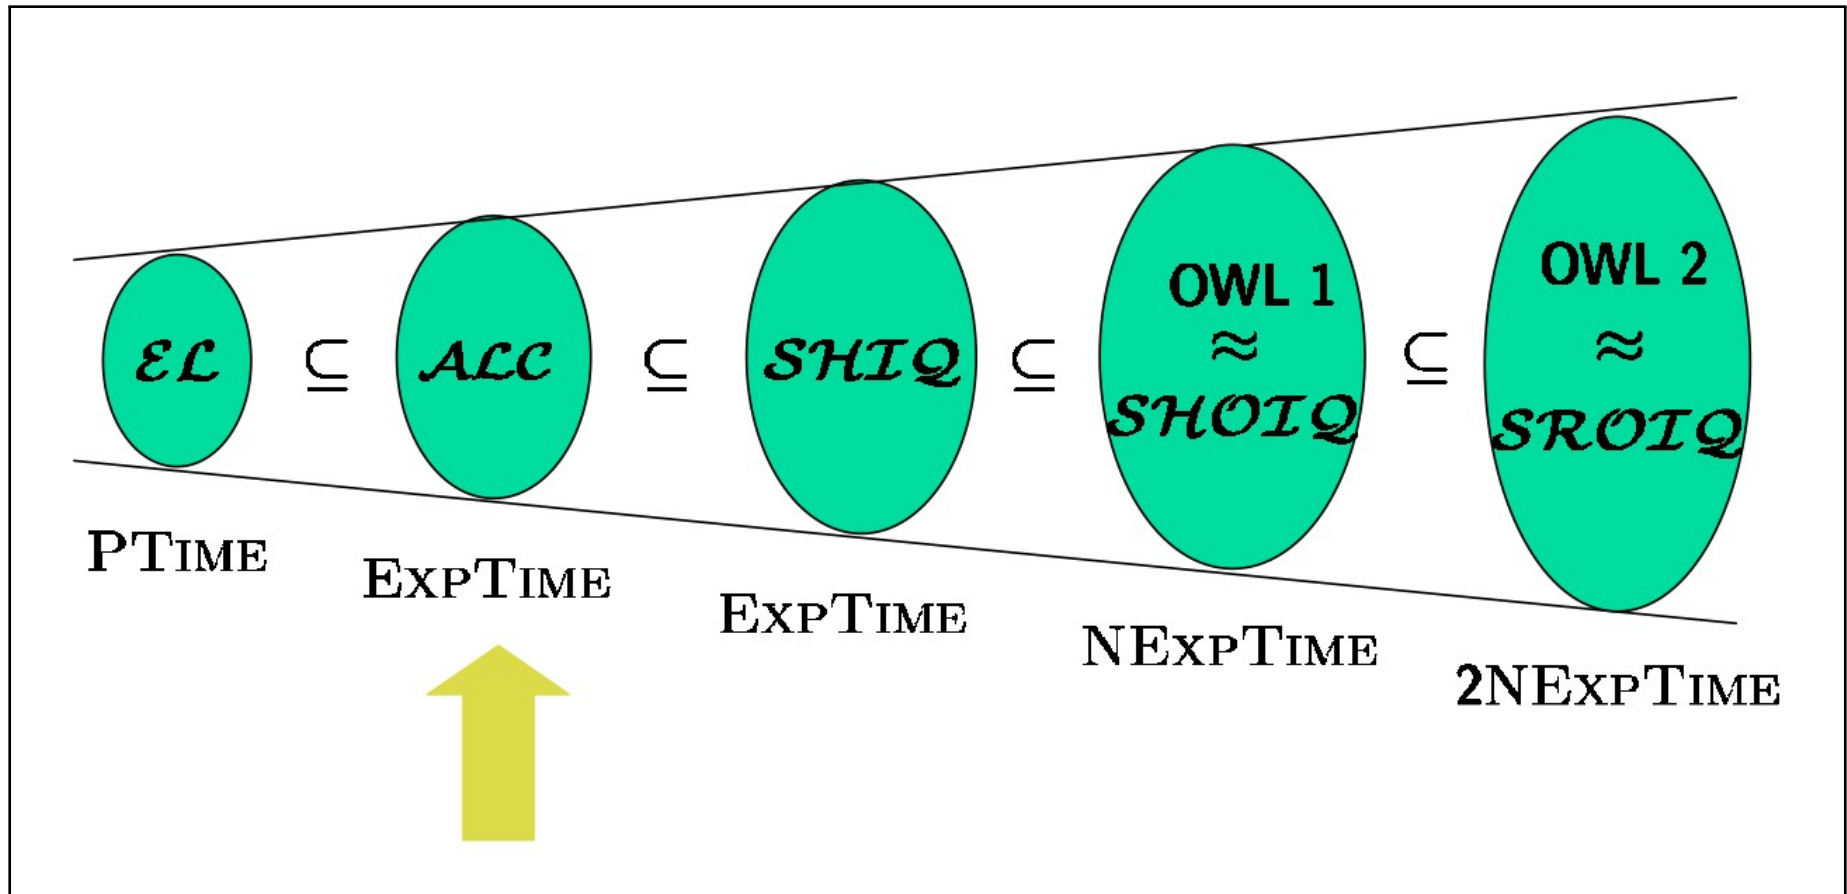 ℰℒ ⊆ 𝒜ℒ𝒞 ⊆ 𝒮ℋℐ𝒬 ⊆ OWL 1 ≈ 𝒮ℋ𝒪ℐ𝒬 ⊆ OWL 2 ≈ 𝒮ℛ𝒪ℐ𝒬
PTIME
EXPTIME
EXPTIME
NEXPTIME
2NEXPTIME